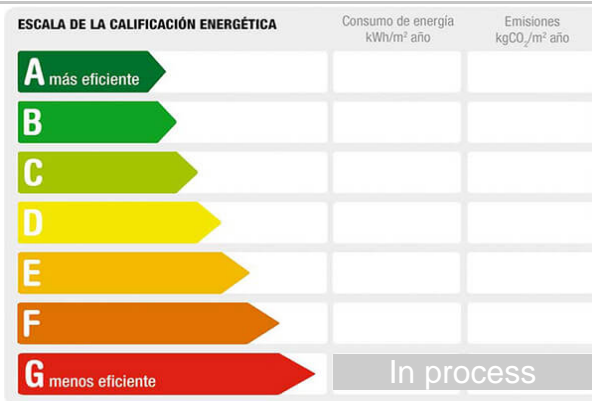 ESCALA DE LA CALIFICACIÓN ENERGÉTICA
Consumo de energía
kWh/m² año
Emisiones
kgCO₂/m² año
A más eficiente
B
C
D
E
F
G menos eficiente
In process